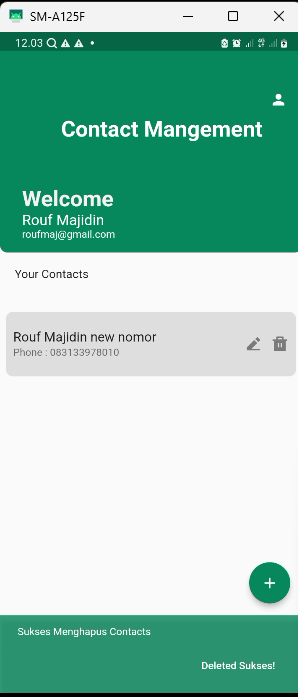 SM-A125F
12.03
Contact Mangement
Welcome
Rouf Majidin
roufmaj@gmail.com
Your Contacts
Rouf Majidin new nomor
Phone : 083133978010
Sukses Menghapus Contacts
Deleted Sukses!